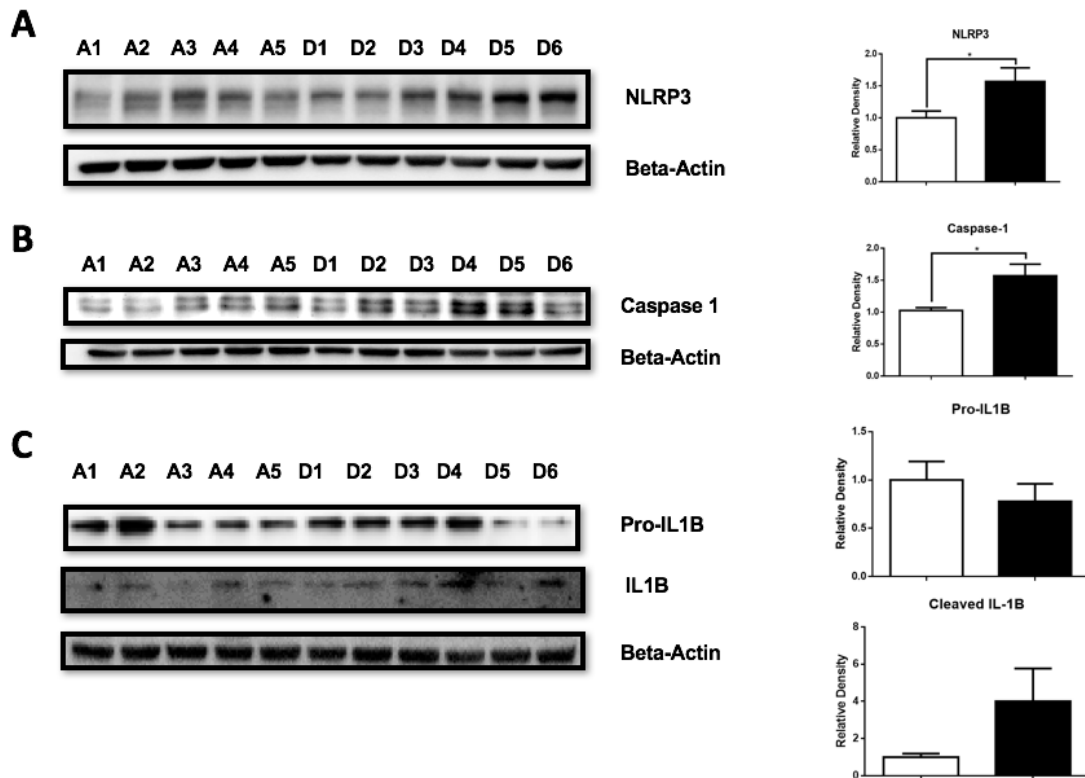 A
A1 A2 A3 A4 A5 D1 D2 D3 D4 D5 D6
NLRP3
Beta-Actin
NLRP3
*
Relative Density
2.0
1.5
1.0
0.5
0.0
B
A1 A2 A3 A4 A5 D1 D2 D3 D4 D5 D6
Caspase 1
Beta-Actin
Caspase-1
*
Relative Density
2.0
1.5
1.0
0.5
0.0
C
A1 A2 A3 A4 A5 D1 D2 D3 D4 D5 D6
Pro-IL1B
IL1B
Beta-Actin
Pro-IL1B
Relative Density
1.5
1.0
0.5
0.0
Cleaved IL-1B
Relative Density
8
6
4
2
0